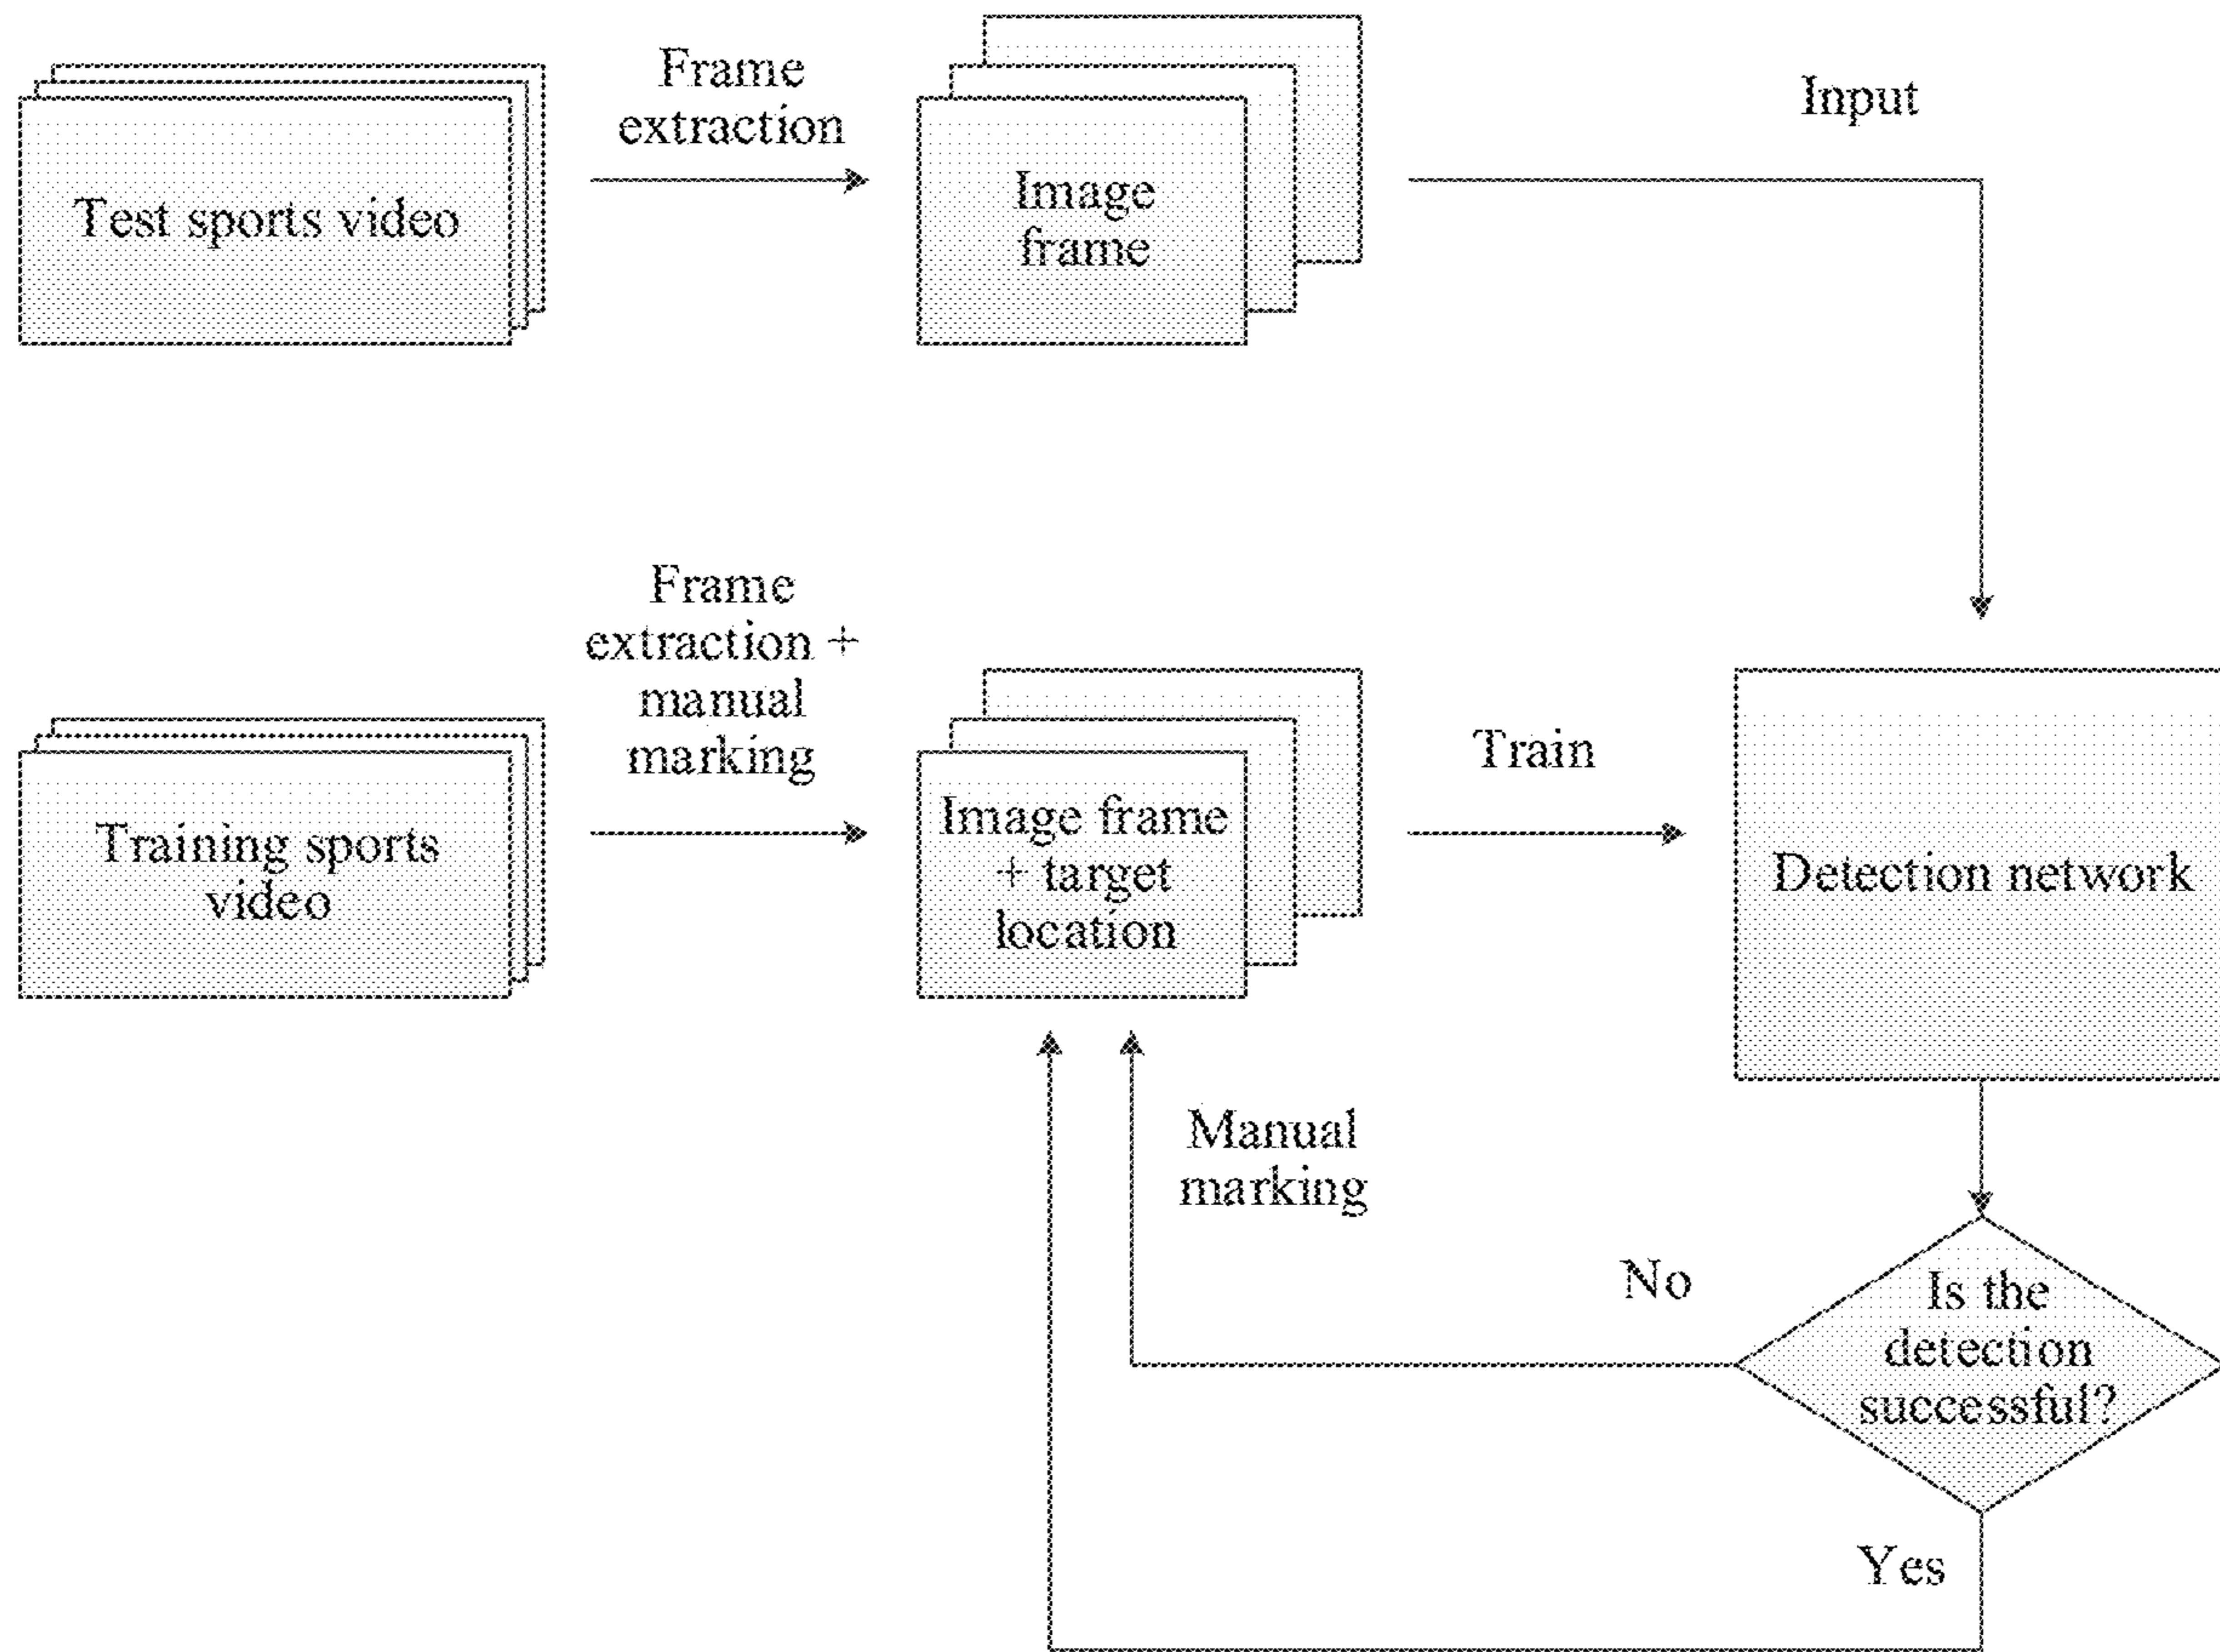 Frame
extraction
Input
Test sports video
Image
frame
Frame
extraction +
manual
marking
Train
Training sports
video
Image frame
+ target
location
Detection network
Manual
marking
No
Is the
detection
successful?
Yes